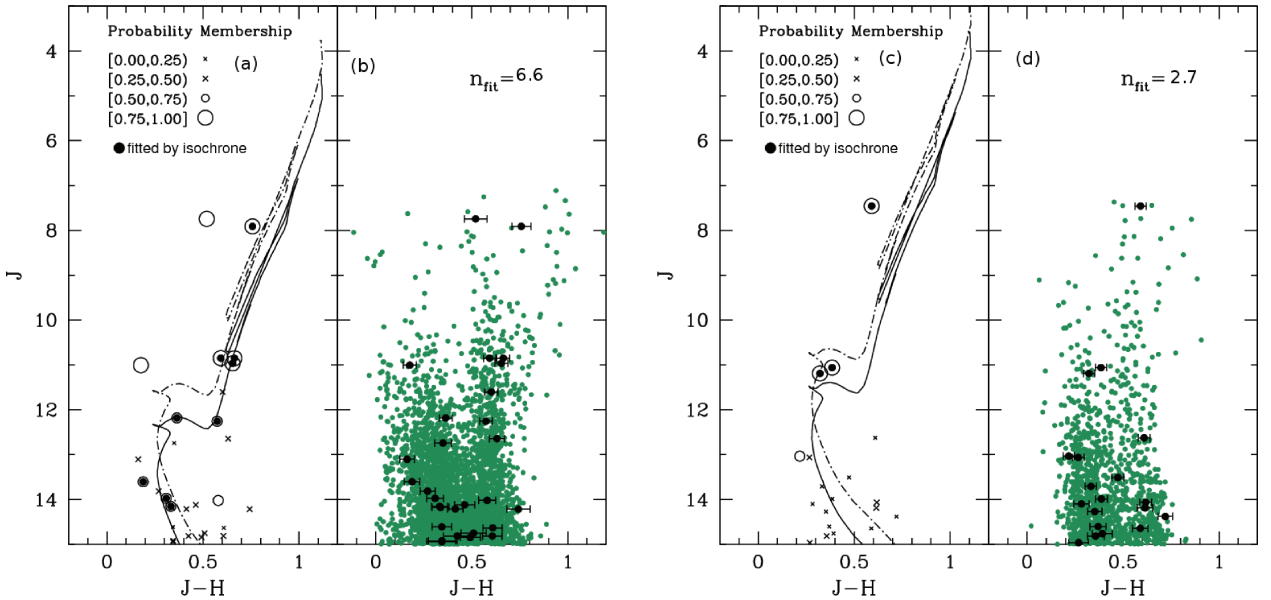 Probability Membership
[0.00,0.25) ×
[0.25,0.50) ×
[0.50,0.75) ○
[0.75,1.00] ○
● fitted by isochrone
(a)
(b)
n_fit=6.6
J
4
6
8
10
12
14
0 0.5 1
J−H
0 0.5 1
J−H
Probability Membership
[0.00,0.25) ×
[0.25,0.50) ×
[0.50,0.75) ○
[0.75,1.00] ○
● fitted by isochrone
(c)
(d)
n_fit= 2.7
J
4
6
8
10
12
14
0 0.5 1
J−H
0 0.5 1
J−H